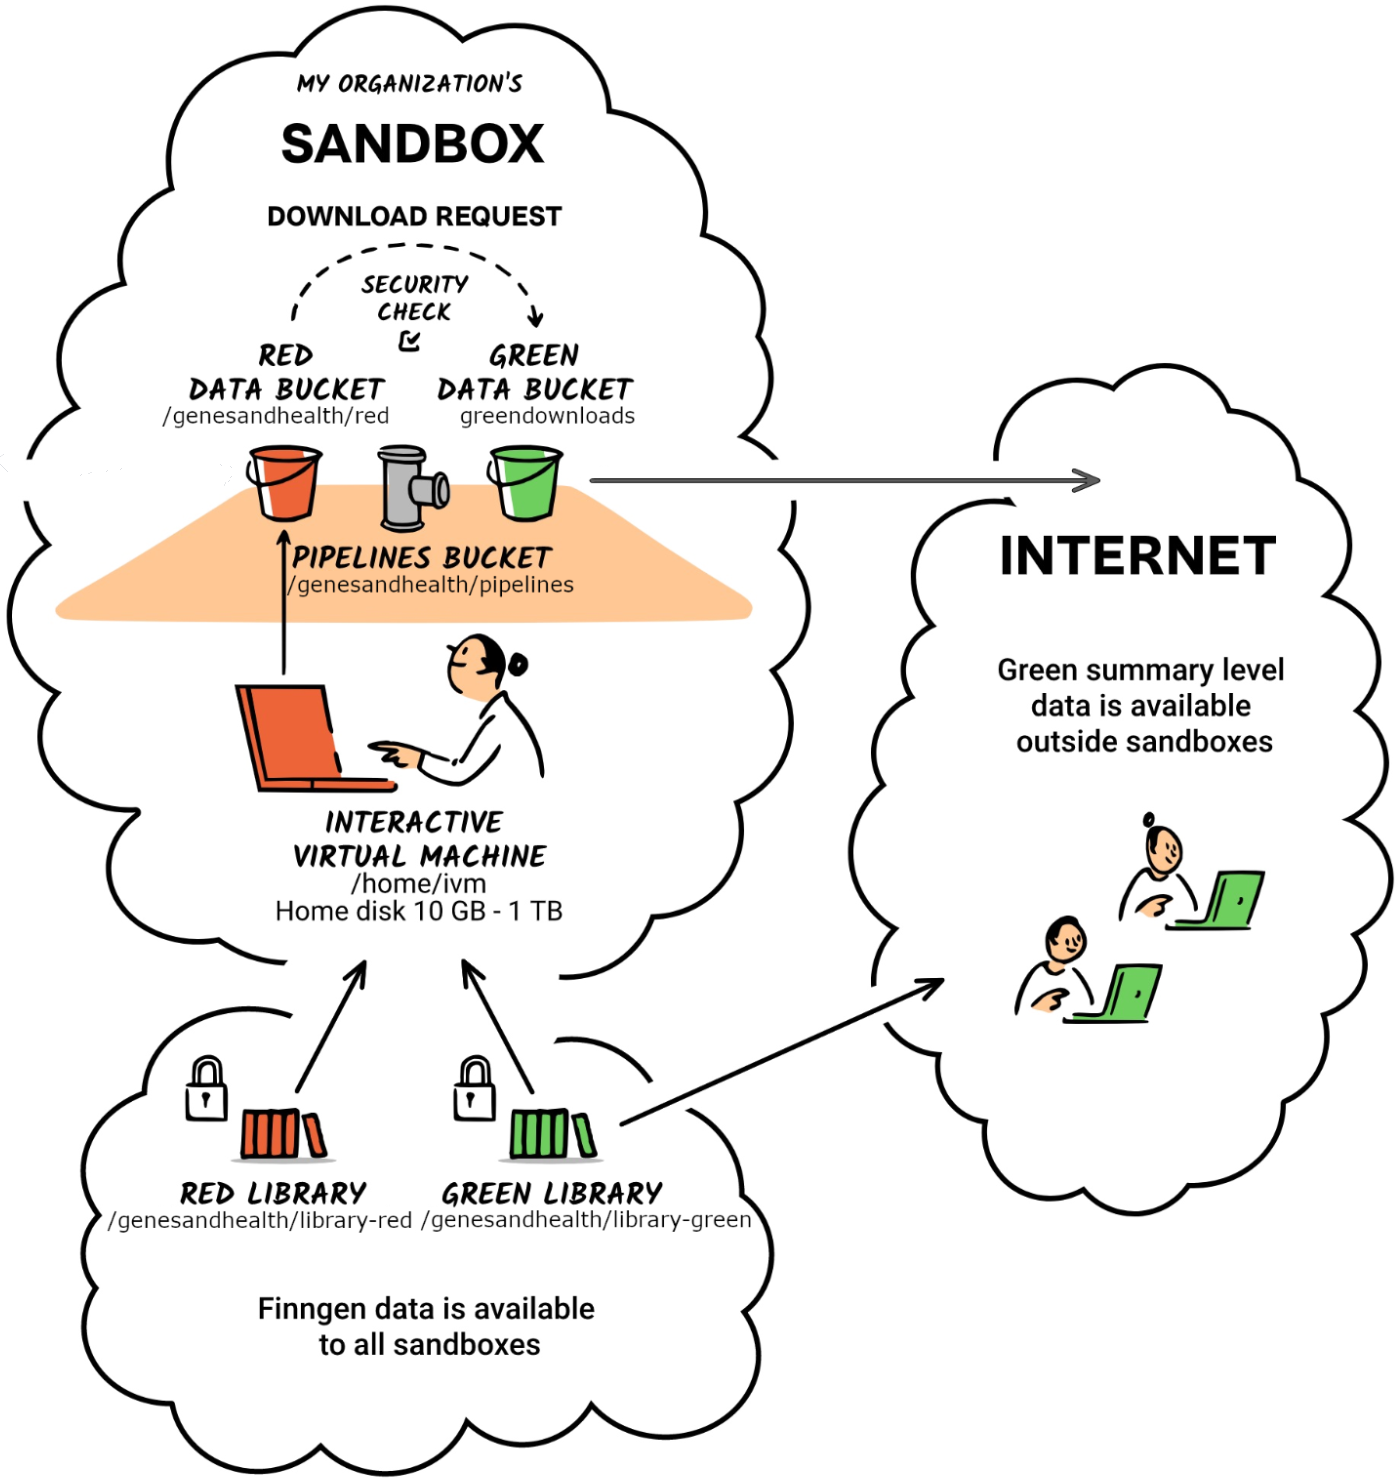 MY ORGANIZATION'S
SANDBOX
DOWNLOAD REQUEST
SECURITY
CHECK
RED
DATA BUCKET
/genesandhealth/red
GREEN
DATA BUCKET
greendownloads
PIPELINES BUCKET
/genesandhealth/pipelines
INTERACTIVE
VIRTUAL MACHINE
/home/ivm
Home disk 10 GB - 1 TB
INTERNET
Green summary level
data is available
outside sandboxes
RED LIBRARY
/genesandhealth/library-red
GREEN LIBRARY
/genesandhealth/library-green
Finngen data is available
to all sandboxes